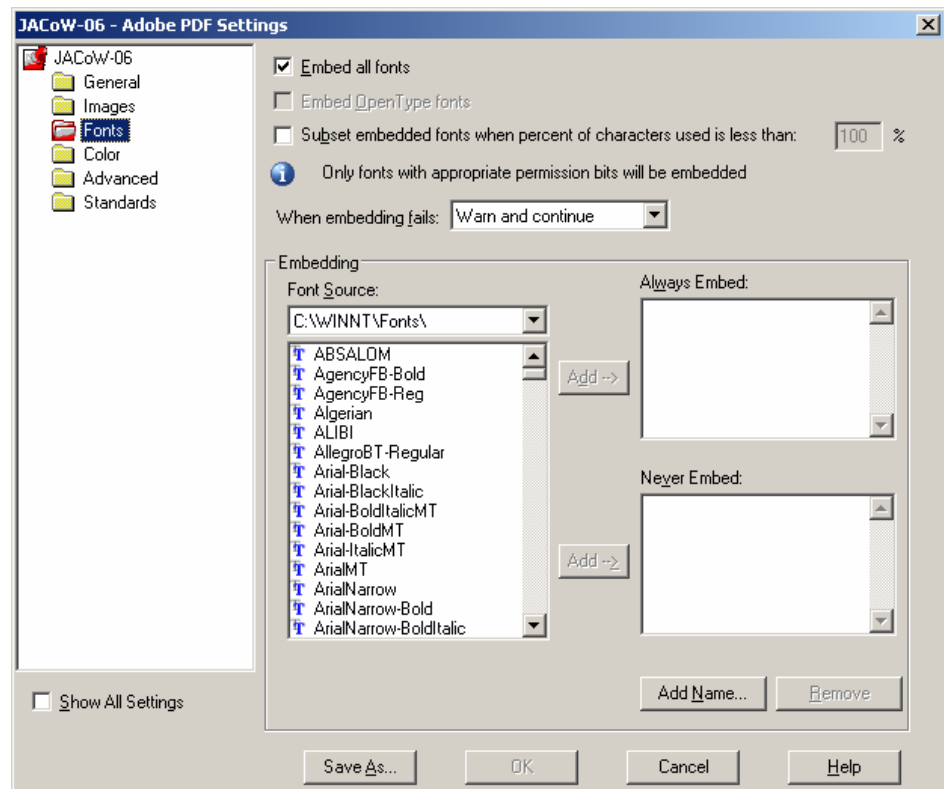 JACoW-06 - Adobe PDF Settings
JACoW-06
General
Images
Fonts
Color
Advanced
Standards
Show All Settings
Embed all fonts
Embed OpenType fonts
Subset embedded fonts when percent of characters used is less than: 100 %
Only fonts with appropriate permission bits will be embedded
When embedding fails: Warn and continue
Embedding
Font Source:
C:\WINNT\Fonts\
ABSALOM
AgencyFB-Bold
AgencyFB-Reg
Algerian
ALIBI
AllegroBT-Regular
Arial-Black
Arial-BlackItalic
Arial-BoldItalicMT
Arial-BoldMT
Arial-ItalicMT
ArialMT
ArialNarrow
ArialNarrow-Bold
ArialNarrow-BoldItalic
Add -->
Add -->
Always Embed:
Never Embed:
Add Name...
Remove
Save As...
OK
Cancel
Help